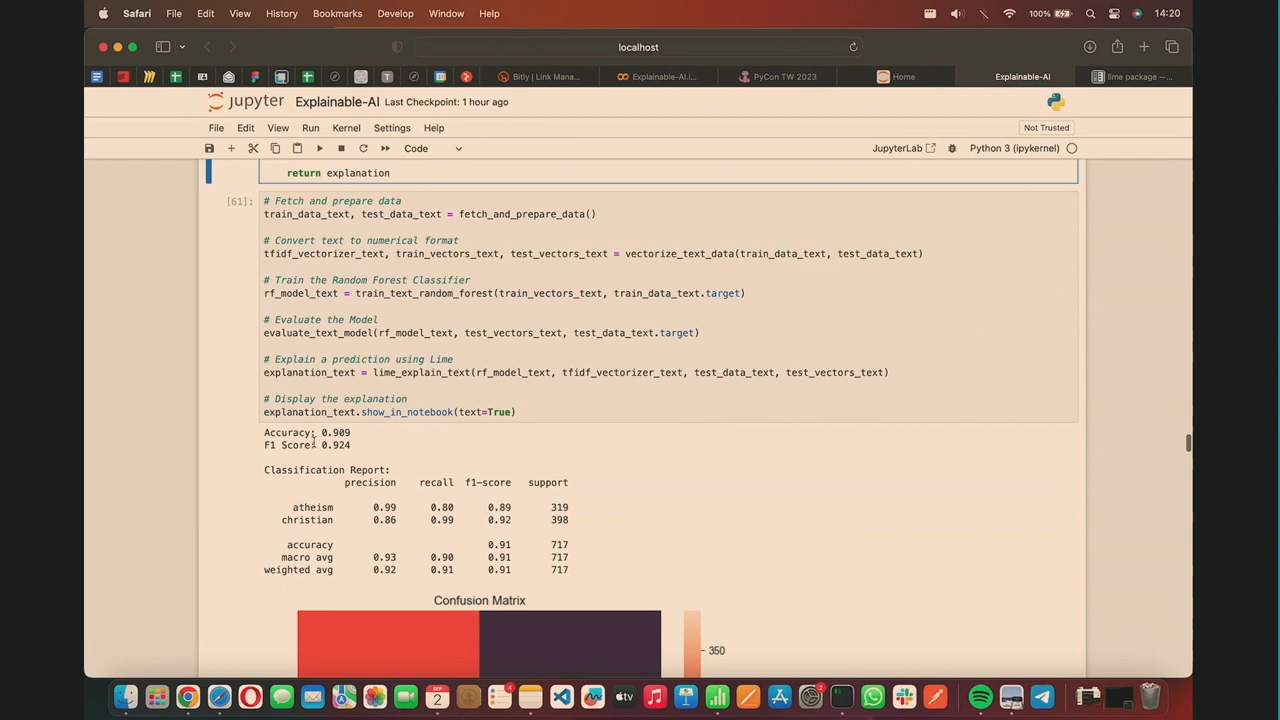 Safari File Edit View History Bookmarks Develop Window Help 100% 14:20
localhost
Bitly | Link Mana... Explainable-AI.i... PyCon TW 2023 Home Explainable-AI lime package —...
jupyter Explainable-AI Last Checkpoint: 1 hour ago
File Edit View Run Kernel Settings Help Not Trusted
Code JupyterLab Python 3 (ipykernel)
return explanation
[61]: # Fetch and prepare data
train_data_text, test_data_text = fetch_and_prepare_data()
# Convert text to numerical format
tfidf_vectorizer_text, train_vectors_text, test_vectors_text = vectorize_text_data(train_data_text, test_data_text)
# Train the Random Forest Classifier
rf_model_text = train_text_random_forest(train_vectors_text, train_data_text.target)
# Evaluate the Model
evaluate_text_model(rf_model_text, test_vectors_text, test_data_text.target)
# Explain a prediction using Lime
explanation_text = lime_explain_text(rf_model_text, tfidf_vectorizer_text, test_data_text, test_vectors_text)
# Display the explanation
explanation_text.show_in_notebook(text=True)
Accuracy: 0.909
F1 Score: 0.924
Classification Report:
precision recall f1-score support
atheism 0.99 0.80 0.89 319
christian 0.86 0.99 0.92 398
accuracy 0.91 717
macro avg 0.93 0.90 0.91 717
weighted avg 0.92 0.91 0.91 717
Confusion Matrix
350